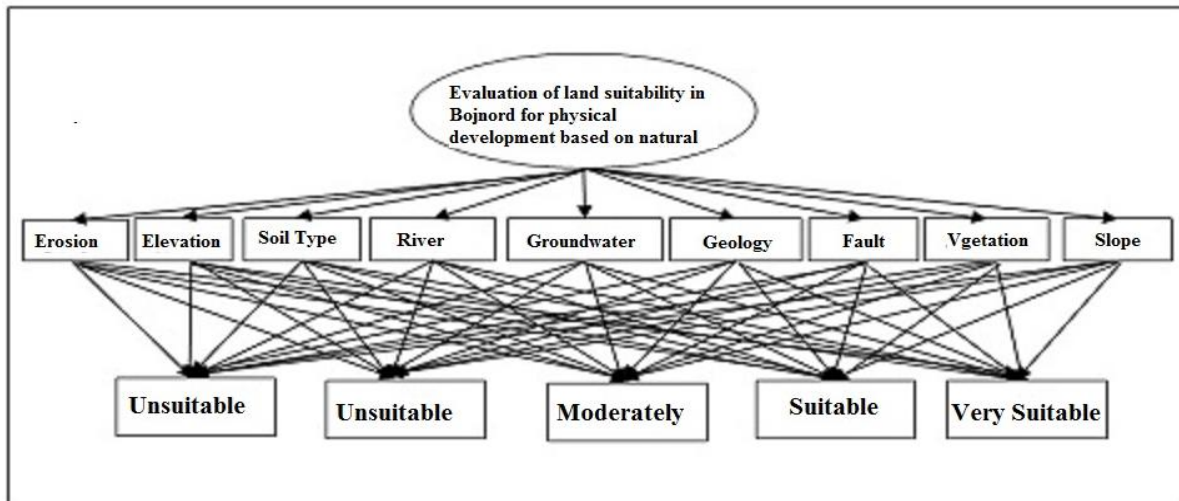 Evaluation of land suitability in
Bojnord for physical
development based on natural
Erosion Elevation Soil Type River Groundwater Geology Fault Vgetation Slope
Unsuitable Unsuitable Moderately Suitable Very Suitable